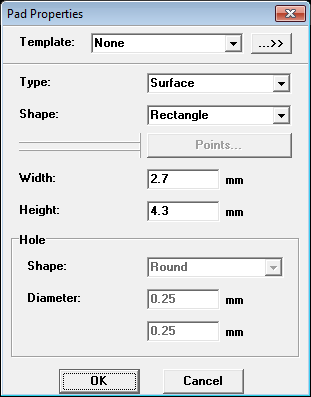 Pad Properties
Template: None ...>>
Type: Surface
Shape: Rectangle
Points...
Width: 2.7 mm
Height: 4.3 mm
Hole
Shape: Round
Diameter: 0.25 mm
0.25 mm
OK Cancel